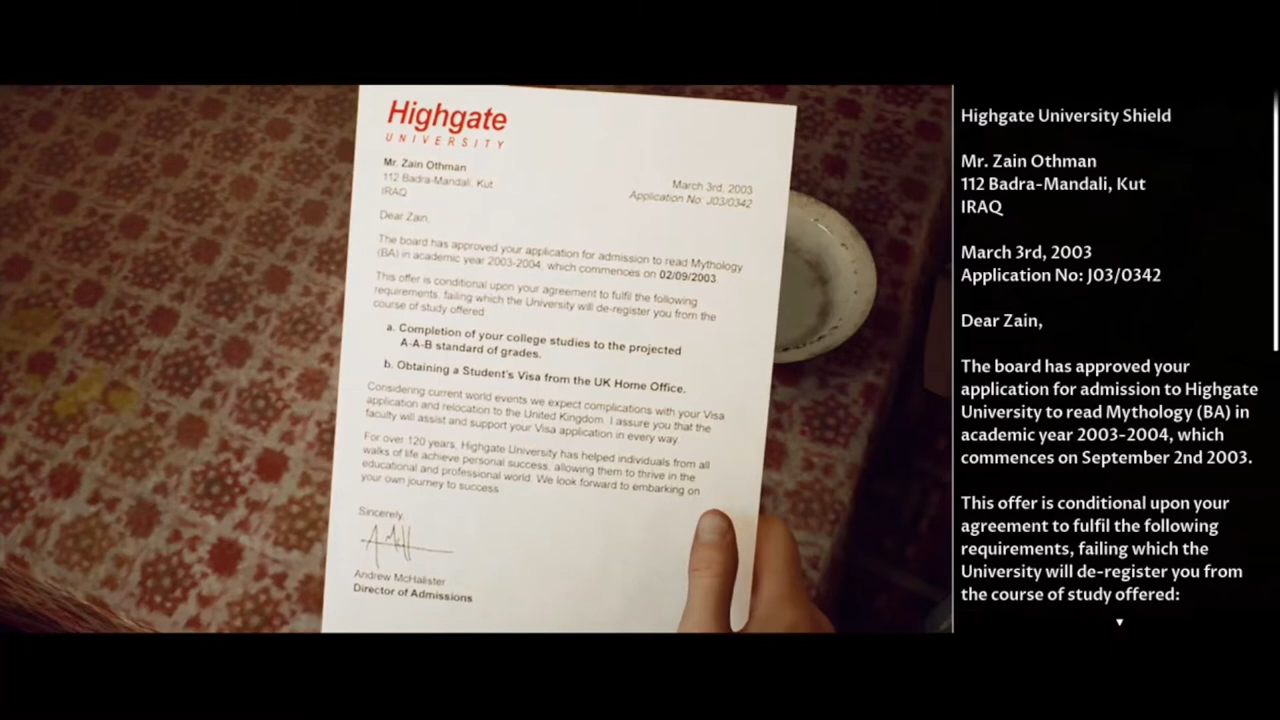 Highgate
UNIVERSITY
Mr. Zain Othman
112 Badra-Mandali, Kut
IRAQ
March 3rd, 2003
Application No: J03/0342
Dear Zain,
The board has approved your application for admission to read Mythology
(BA) in academic year 2003-2004, which commences on 02/09/2003.
This offer is conditional upon your agreement to fulfil the following
requirements, failing which the University will de-register you from the
course of study offered:
a. Completion of your college studies to the projected
A-A-B standard of grades.
b. Obtaining a Student's Visa from the UK Home Office.
Considering current world events we expect complications with your Visa
application and relocation to the United Kingdom. I assure you that the
faculty will assist and support your Visa application in every way.
For over 120 years, Highgate University has helped individuals from all
walks of life achieve personal success, allowing them to thrive in the
educational and professional world. We look forward to embarking on
your own journey to success
Sincerely,
Andrew McHalister
Director of Admissions
Highgate University Shield
Mr. Zain Othman
112 Badra-Mandali, Kut
IRAQ
March 3rd, 2003
Application No: J03/0342
Dear Zain,
The board has approved your
application for admission to Highgate
University to read Mythology (BA) in
academic year 2003-2004, which
commences on September 2nd 2003.
This offer is conditional upon your
agreement to fulfil the following
requirements, failing which the
University will de-register you from
the course of study offered: